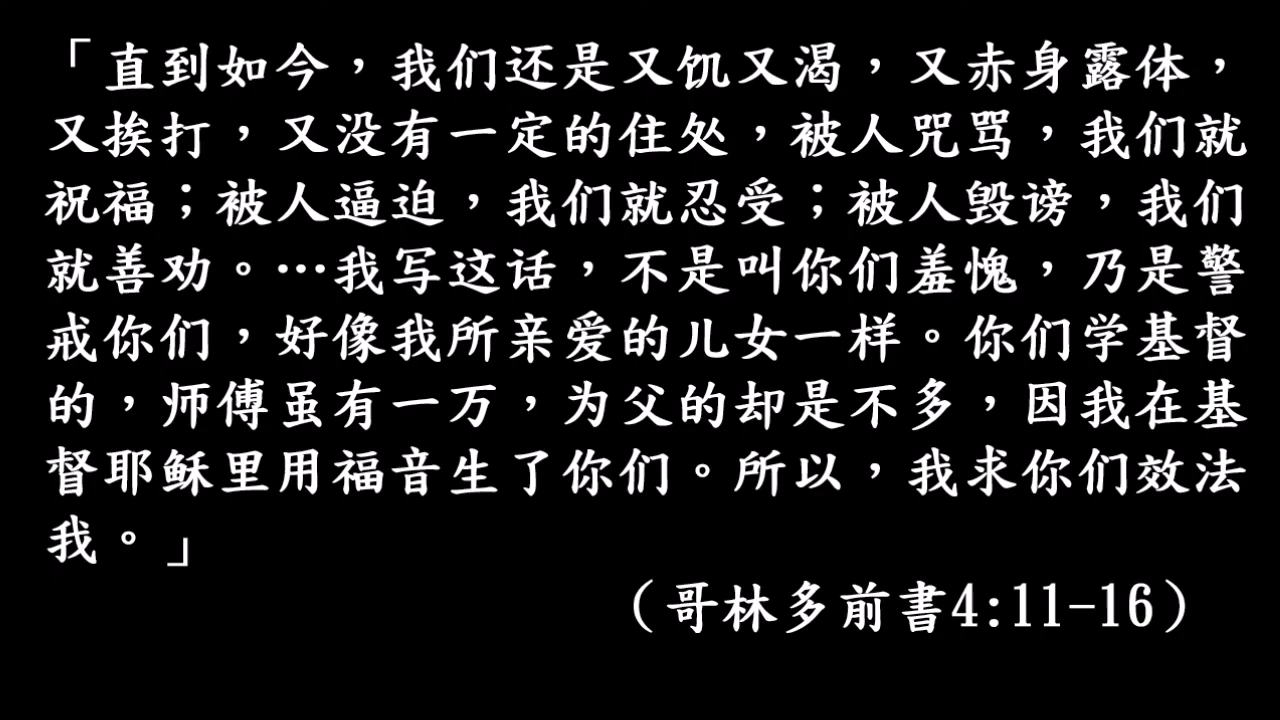 「直到如今，我们还是又饥又渴，又赤身露体，
又挨打，又没有一定的住处，被人咒骂，我们就
祝福；被人逼迫，我们就忍受；被人毁谤，我们
就善劝。…我写这话，不是叫你们羞愧，乃是警
戒你们，好像我所亲爱的儿女一样。你们学基督
的，师傅虽有一万，为父的却是不多，因我在基
督耶稣里用福音生了你们。所以，我求你们效法
我。」
（哥林多前書4:11-16）